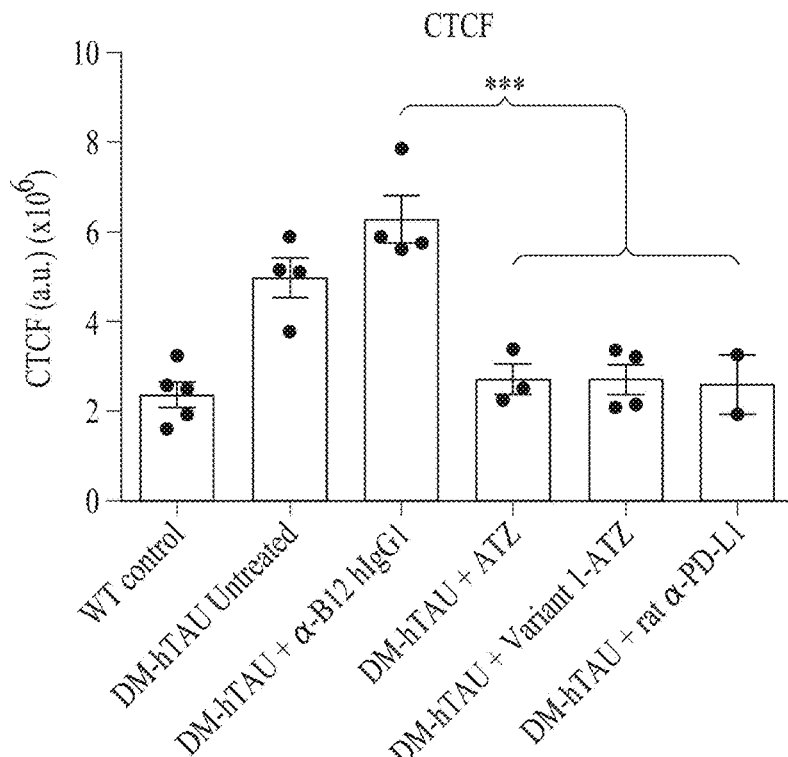 CTCF
10
***
8
6
4
2
0
CTCF (a.u.) (x10⁶)
WT control
DM-hTAU Untreated
DM-hTAU + α-B12 hIgG1
DM-hTAU + ATZ
DM-hTAU + Variant 1-ATZ
DM-hTAU + rat α-PD-L1